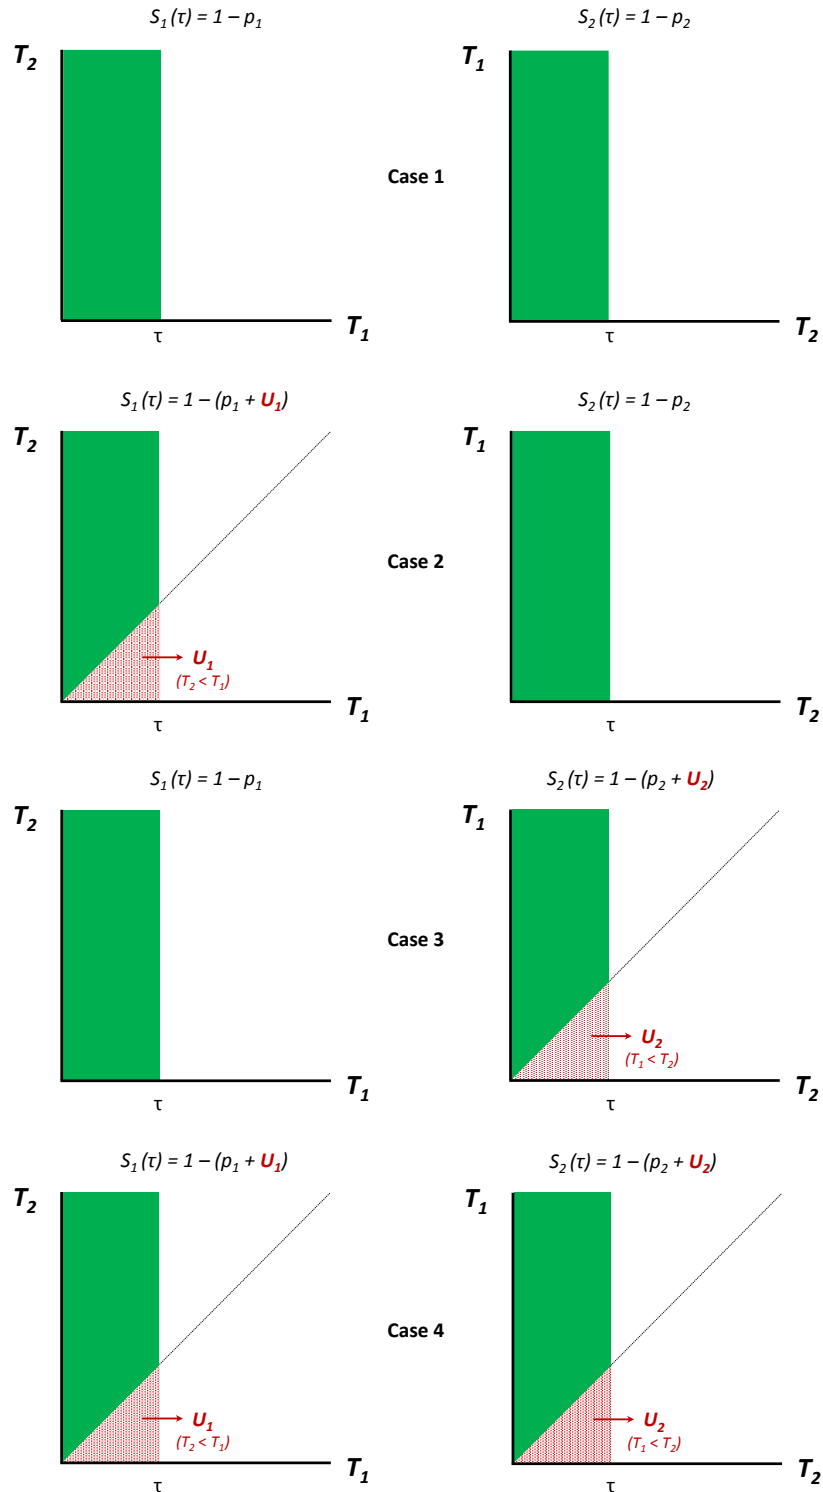 S₁(τ) = 1 – p₁
S₂(τ) = 1 – p₂
T₂
T₁
Case 1
T₁
T₂
τ
τ
S₁(τ) = 1 – (p₁ + U₁)
S₂(τ) = 1 – p₂
T₂
T₁
Case 2
U₁
(T₂ < T₁)
T₁
T₂
τ
τ
S₁(τ) = 1 – p₁
S₂(τ) = 1 – (p₂ + U₂)
T₂
T₁
Case 3
U₂
(T₁ < T₂)
T₁
T₂
τ
τ
S₁(τ) = 1 – (p₁ + U₁)
S₂(τ) = 1 – (p₂ + U₂)
T₂
T₁
Case 4
U₁
(T₂ < T₁)
U₂
(T₁ < T₂)
T₁
T₂
τ
τ